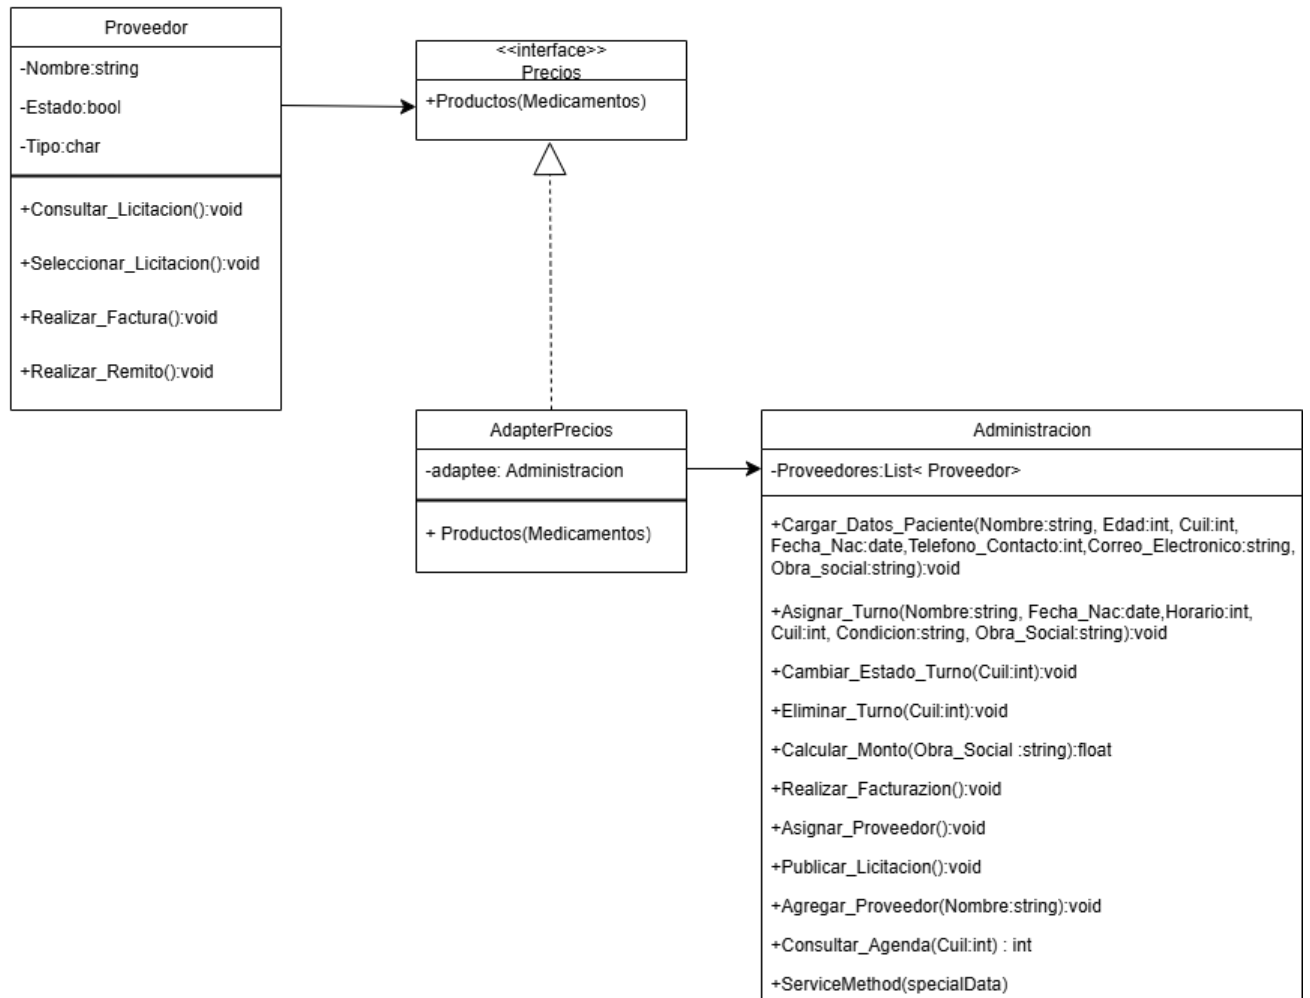 Proveedor
-Nombre:string
-Estado:bool
-Tipo:char
+Consultar_Licitacion():void
+Seleccionar_Licitacion():void
+Realizar_Factura():void
+Realizar_Remito():void
<<interface>>
Precios
+Productos(Medicamentos)
AdapterPrecios
-adaptee: Administracion
+ Productos(Medicamentos)
Administracion
-Proveedores:List< Proveedor>
+Cargar_Datos_Paciente(Nombre:string, Edad:int, Cuil:int,
Fecha_Nac:date,Telefono_Contacto:int,Correo_Electronico:string,
Obra_social:string):void
+Asignar_Turno(Nombre:string, Fecha_Nac:date,Horario:int,
Cuil:int, Condicion:string, Obra_Social:string):void
+Cambiar_Estado_Turno(Cuil:int):void
+Eliminar_Turno(Cuil:int):void
+Calcular_Monto(Obra_Social :string):float
+Realizar_Facturazion():void
+Asignar_Proveedor():void
+Publicar_Licitacion():void
+Agregar_Proveedor(Nombre:string):void
+Consultar_Agenda(Cuil:int) : int
+ServiceMethod(specialData)